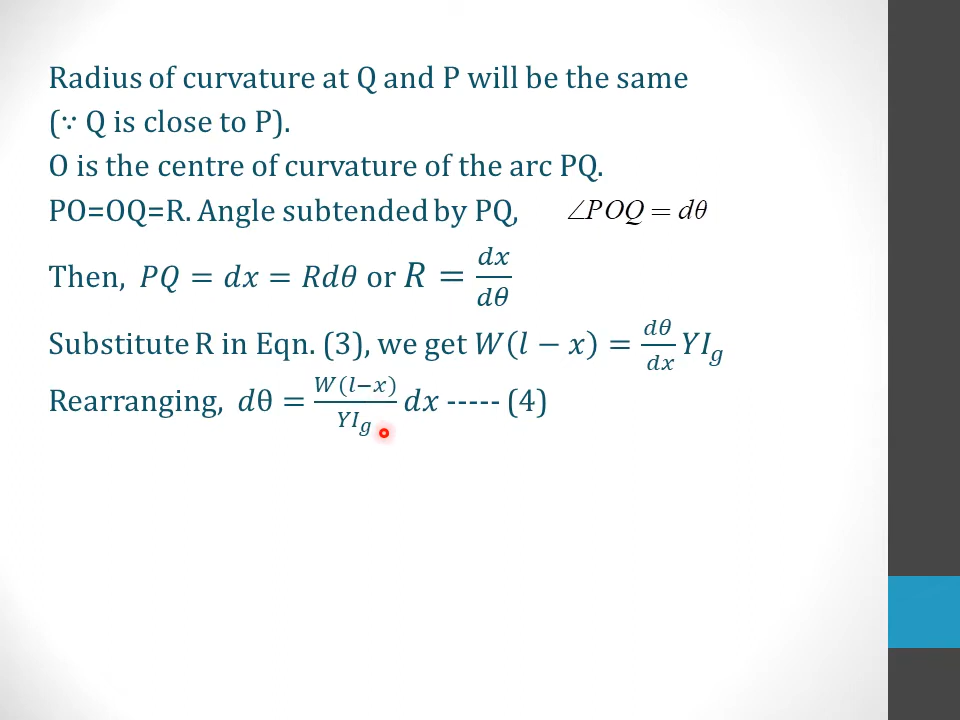 Radius of curvature at Q and P will be the same
(∵ Q is close to P).
O is the centre of curvature of the arc PQ.
PO=OQ=R. Angle subtended by PQ, ∠POQ = dθ
Then, PQ = dx = Rdθ or R = dx/dθ
Substitute R in Eqn. (3), we get W(l − x) = dθ/dx YI_g
Rearranging, dθ = W(l−x)/YI_g dx ----- (4)